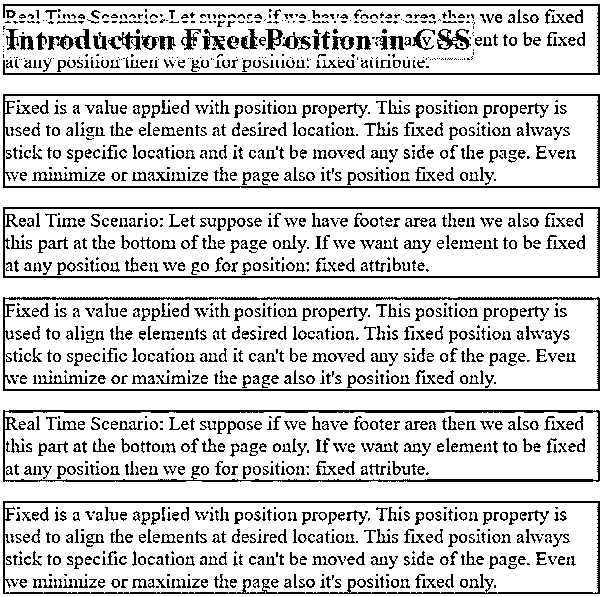 Real Time Scenario: Let suppose if we have footer area then we also fixed
Introduction Fixed Position in CSS
ent to be fixed
at any position then we go for position: fixed attribute.
Fixed is a value applied with position property. This position property is
used to align the elements at desired location. This fixed position always
stick to specific location and it can't be moved any side of the page. Even
we minimize or maximize the page also it's position fixed only.
Real Time Scenario: Let suppose if we have footer area then we also fixed
this part at the bottom of the page only. If we want any element to be fixed
at any position then we go for position: fixed attribute.
Fixed is a value applied with position property. This position property is
used to align the elements at desired location. This fixed position always
stick to specific location and it can't be moved any side of the page. Even
we minimize or maximize the page also it's position fixed only.
Real Time Scenario: Let suppose if we have footer area then we also fixed
this part at the bottom of the page only. If we want any element to be fixed
at any position then we go for position: fixed attribute.
Fixed is a value applied with position property. This position property is
used to align the elements at desired location. This fixed position always
stick to specific location and it can't be moved any side of the page. Even
we minimize or maximize the page also it's position fixed only.